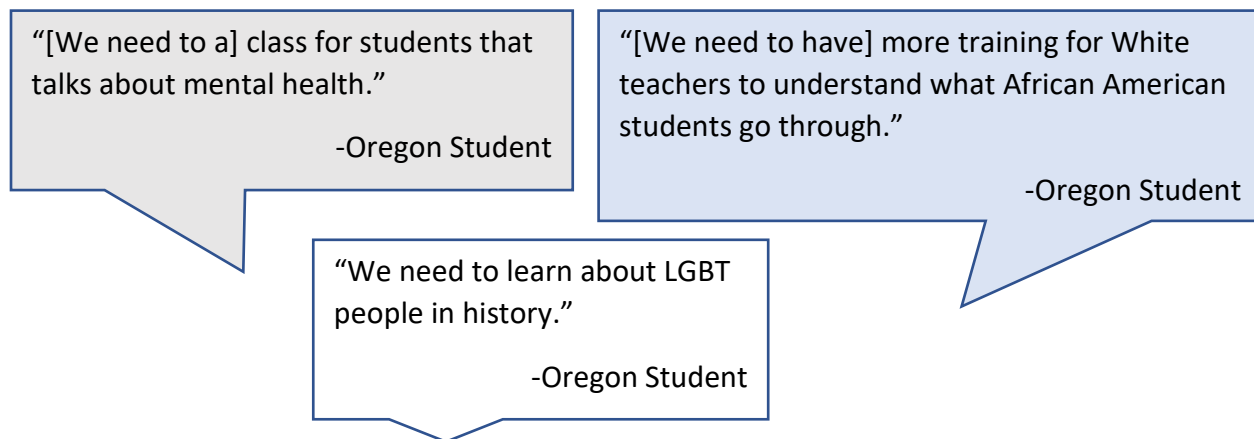 “[We need to a] class for students that
talks about mental health.”
-Oregon Student
“[We need to have] more training for White
teachers to understand what African American
students go through.”
-Oregon Student
“We need to learn about LGBT
people in history.”
-Oregon Student